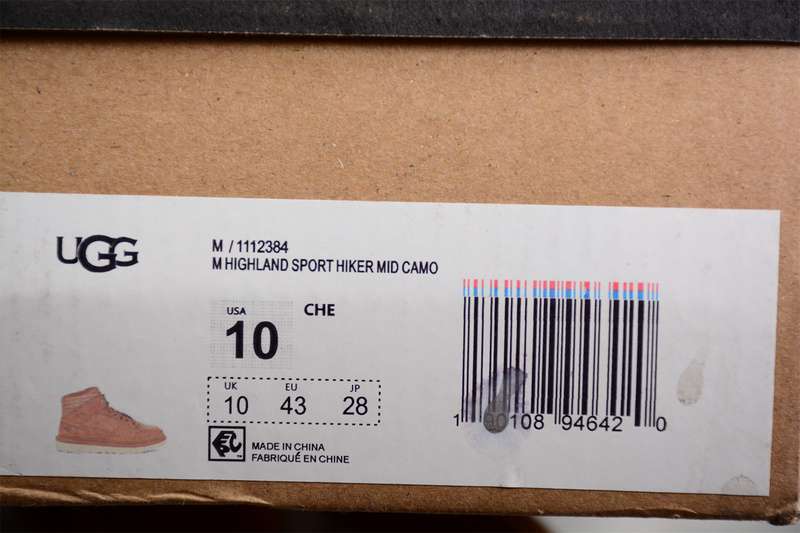 UGG
M / 1112384
M HIGHLAND SPORT HIKER MID CAMO
USA
10
CHE
UK EU JP
10 43 28
MADE IN CHINA
FABRIQUÉ EN CHINE
1 90108 94642 0